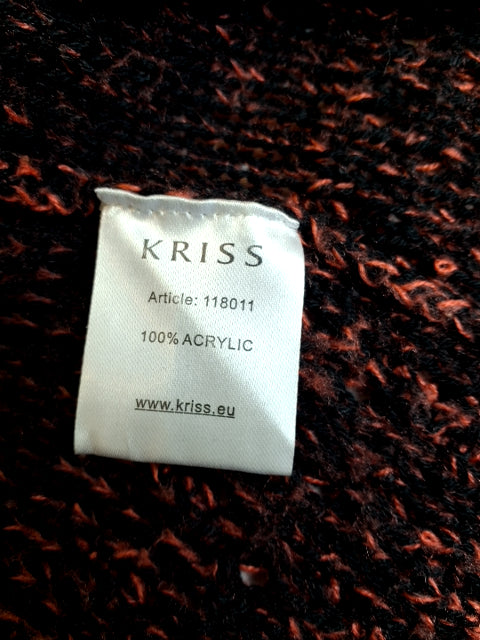 KRISS
Article: 118011
100% ACRYLIC
www.kriss.eu